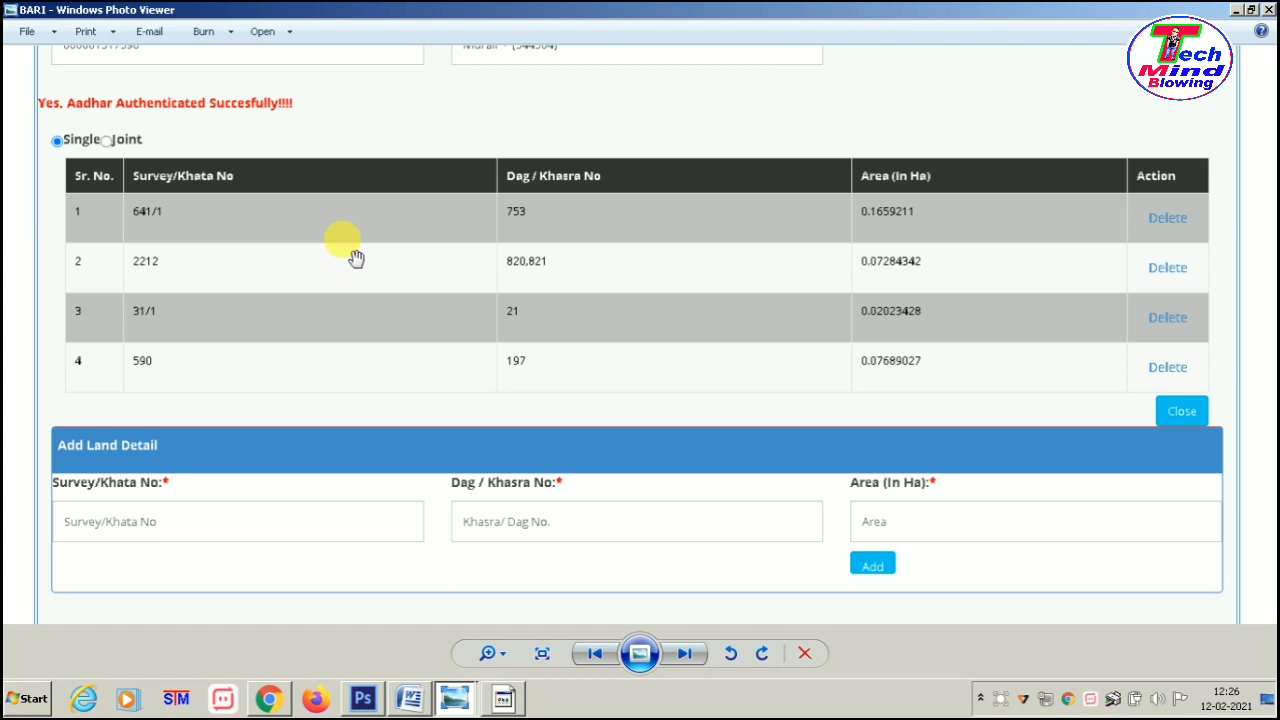 BARI - Windows Photo Viewer
File Print E-mail Burn Open
Tech
Mind
Blowing
Yes, Aadhar Authenticated Succesfully!!!!
Single Joint
Sr. No. Survey/Khata No Dag / Khasra No Area (In Ha) Action
1 641/1 753 0.1659211 Delete
2 2212 820,821 0.07284342 Delete
3 31/1 21 0.02023428 Delete
4 590 197 0.07689027 Delete
Close
Add Land Detail
Survey/Khata No:* Dag / Khasra No:* Area (In Ha):*
Survey/Khata No Khasra/ Dag No. Area
Add
Start SM Ps W 12:26
12-02-2021